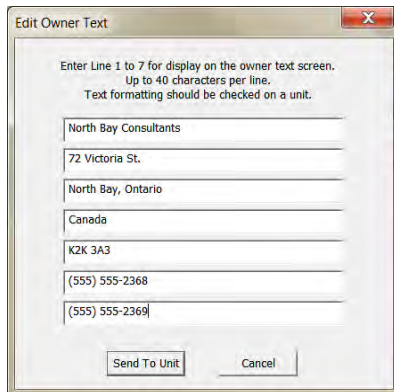 Edit Owner Text
Enter Line 1 to 7 for display on the owner text screen.
Up to 40 characters per line.
Text formatting should be checked on a unit.
North Bay Consultants
72 Victoria St.
North Bay, Ontario
Canada
K2K 3A3
(555) 555-2368
(555) 555-2369
Send To Unit Cancel